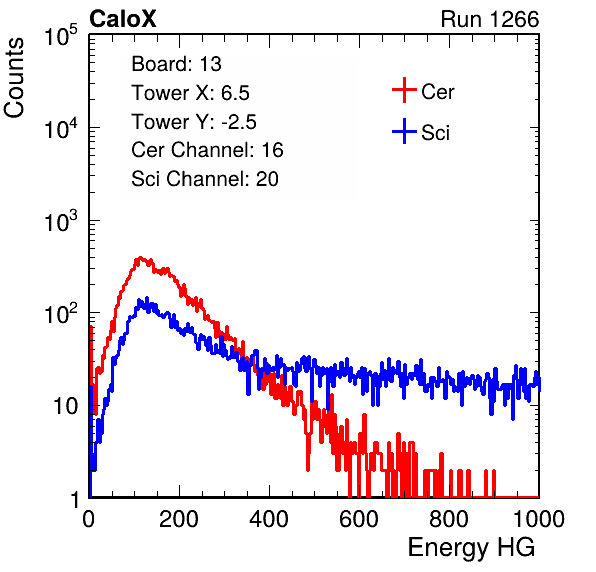 CaloX Run 1266
Counts
Board: 13
Tower X: 6.5
Tower Y: -2.5
Cer Channel: 16
Sci Channel: 20
Cer
Sci
10^5
10^4
10^3
10^2
10
1
0 200 400 600 800 1000
Energy HG